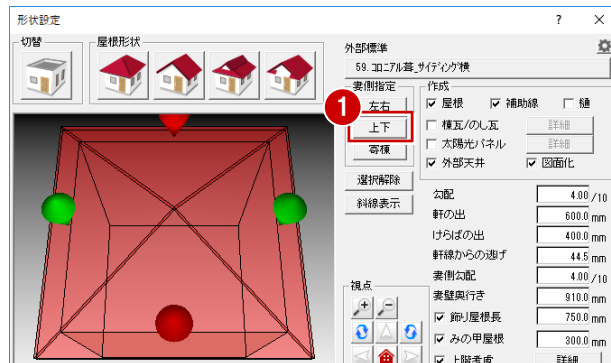 形状設定
? ×
切替
屋根形状
外部標準
59. コロニアル葺_サイディング横
妻側指定
左右
1
上下
寄棟
選択解除
斜線表示
作成
屋根 補助線 樋
棟瓦/のし瓦 詳細
太陽光パネル 詳細
外部天井 図面化
勾配 4.00 /10
軒の出 600.0 mm
けらばの出 400.0 mm
軒線からの逃げ 44.5 mm
妻側勾配 4.00 /10
妻壁奥行き 910.0 mm
飾り屋根長 750.0 mm
みの甲屋根 300.0 mm
上階考慮 詳細
視点